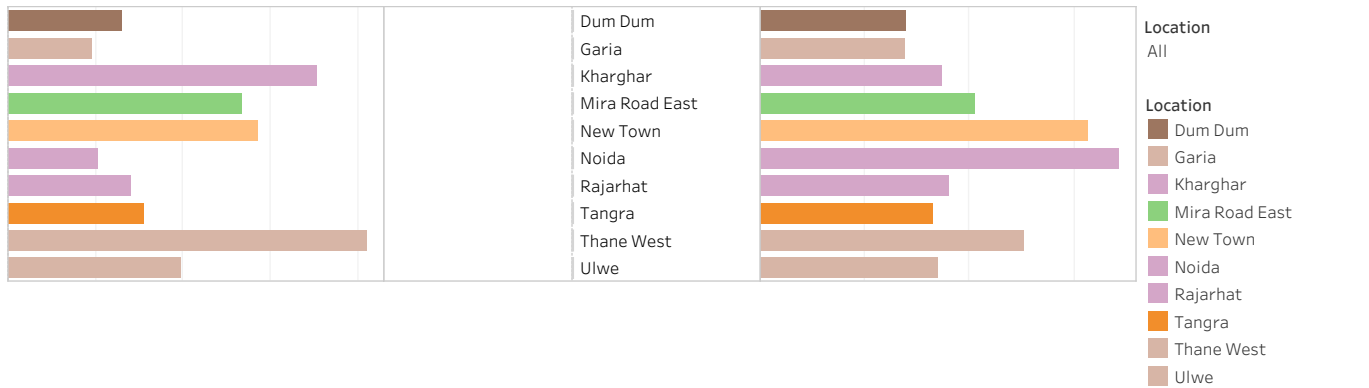 Dum Dum
Garia
Kharghar
Mira Road East
New Town
Noida
Rajarhat
Tangra
Thane West
Ulwe
Location
All
Location
Dum Dum
Garia
Kharghar
Mira Road East
New Town
Noida
Rajarhat
Tangra
Thane West
Ulwe